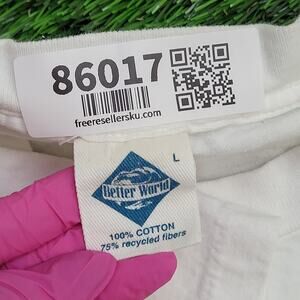 86017
freeresellersku.com
L
Better World
100% COTTON
75% recycled fibers